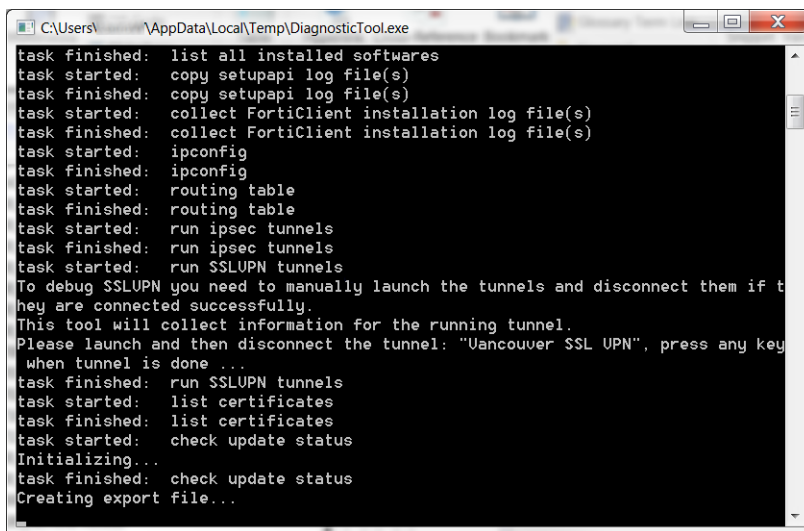 C:\Users\ \AppData\Local\Temp\DiagnosticTool.exe
task finished: list all installed softwares
task started: copy setupapi log file(s)
task finished: copy setupapi log file(s)
task started: collect FortiClient installation log file(s)
task finished: collect FortiClient installation log file(s)
task started: ipconfig
task finished: ipconfig
task started: routing table
task finished: routing table
task started: run ipsec tunnels
task finished: run ipsec tunnels
task started: run SSLVPN tunnels
To debug SSLVPN you need to manually launch the tunnels and disconnect them if t
hey are connected successfully.
This tool will collect information for the running tunnel.
Please launch and then disconnect the tunnel: "Vancouver SSL VPN", press any key
when tunnel is done ...
task finished: run SSLVPN tunnels
task started: list certificates
task finished: list certificates
task started: check update status
Initializing...
task finished: check update status
Creating export file...